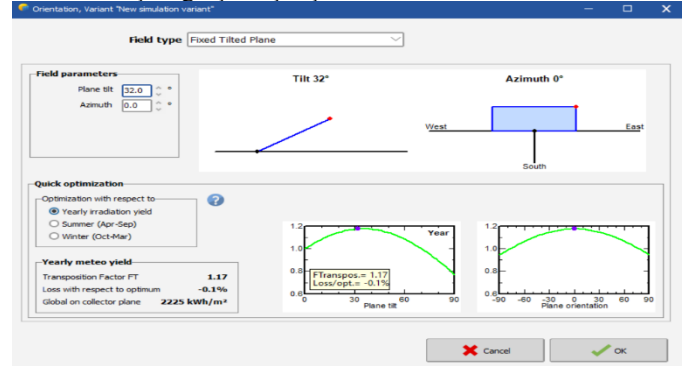 Orientation, Variant "New simulation variant"
Field type Fixed Tilted Plane
Field parameters
Plane tilt 32.0 °
Azimuth 0.0 °
Tilt 32°
Azimuth 0°
West East
South
Quick optimization
Optimization with respect to
Yearly irradiation yield
Summer (Apr-Sep)
Winter (Oct-Mar)
?
Yearly meteo yield
Transposition Factor FT 1.17
Loss with respect to optimum -0.1%
Global on collector plane 2225 kWh/m²
1.2 Year
1.0
0.8
FTranspos.= 1.17
Loss/opt.= -0.1%
0.6
0 30 60 90
Plane tilt
1.2
1.0
0.8
0.6
-90 -60 -30 0 30 60 90
Plane orientation
Cancel OK